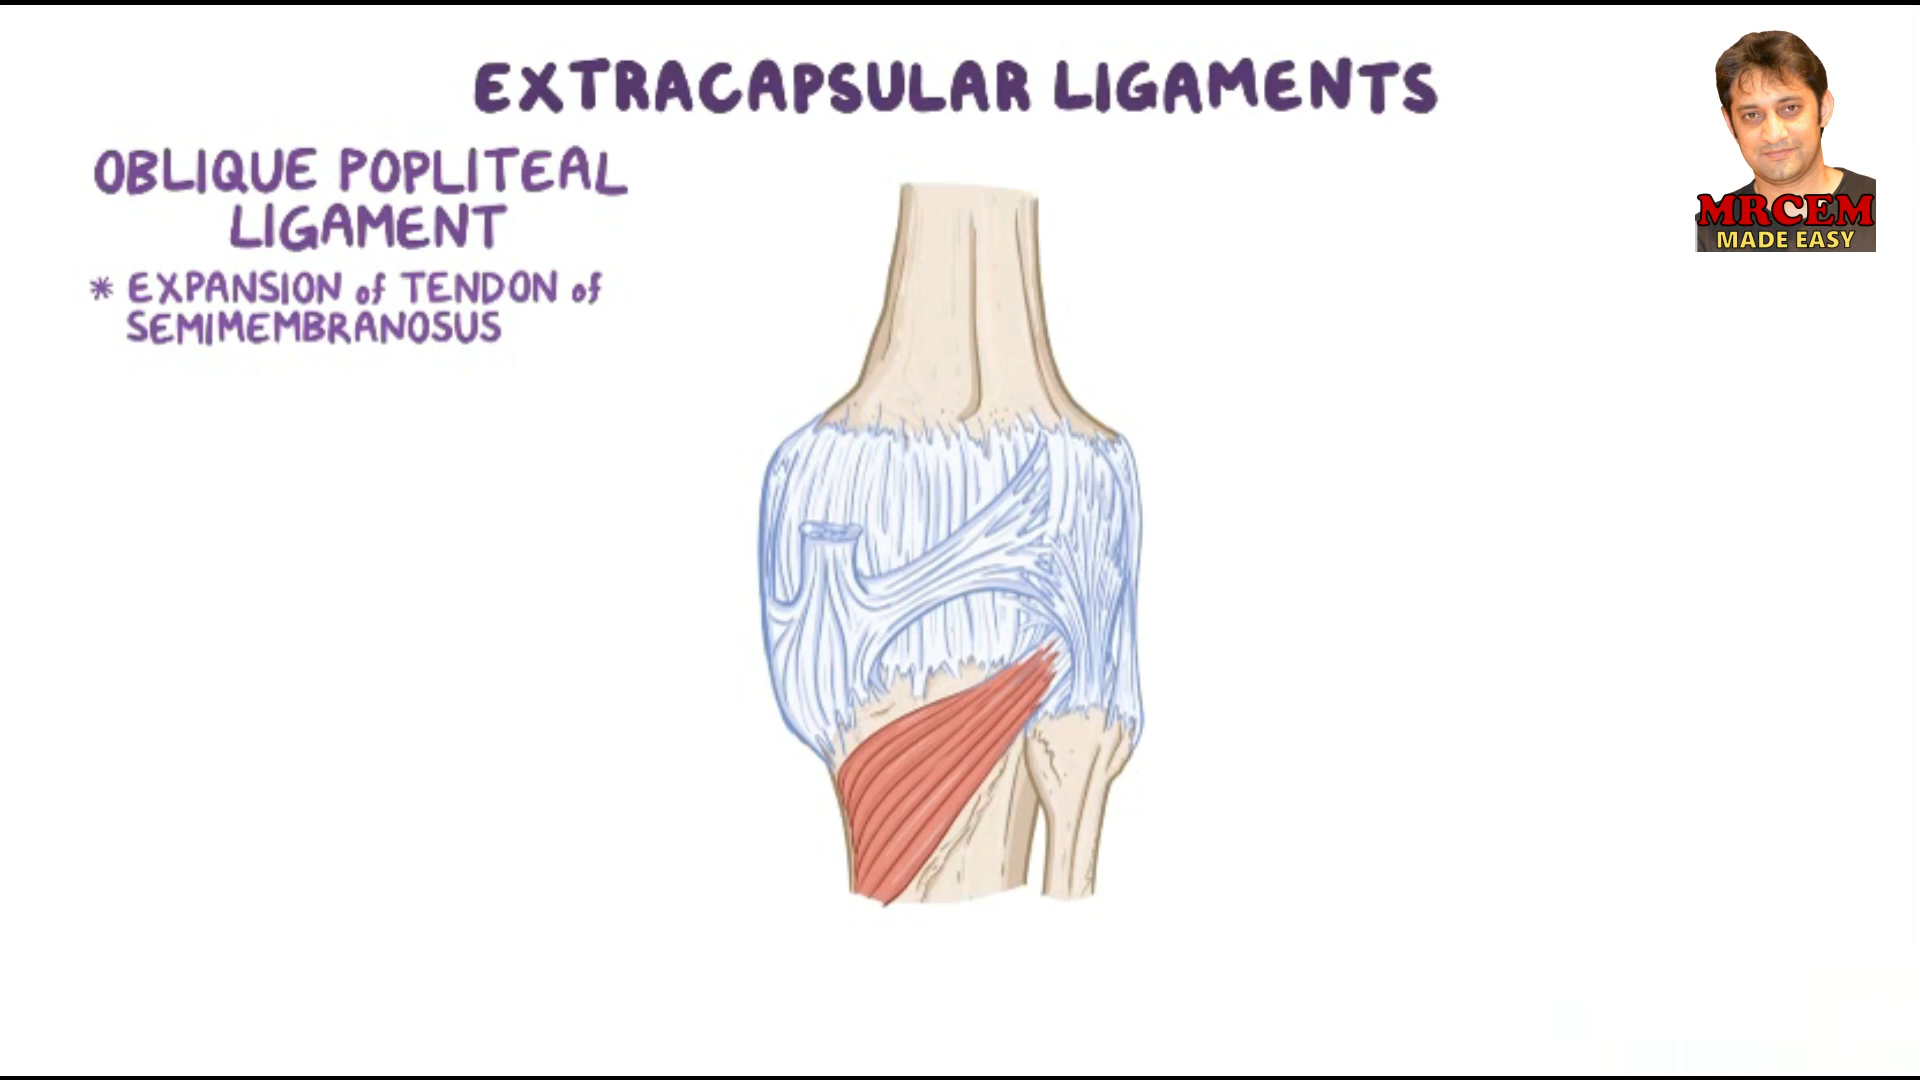 EXTRACAPSULAR LIGAMENTS
OBLIQUE POPLITEAL
LIGAMENT
* EXPANSION of TENDON of
SEMIMEMBRANOSUS
MRCEM
MADE EASY